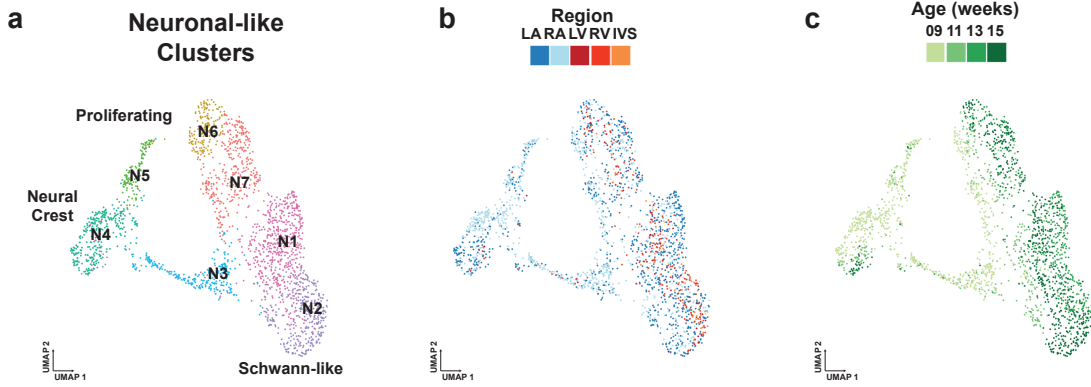 a
Neuronal-like
Clusters
Proliferating
N6
N5
N7
Neural
Crest
N4
N1
N3
N2
Schwann-like
UMAP 2
UMAP 1
b
Region
LA RA LV RV IVS
UMAP 2
UMAP 1
c
Age (weeks)
09 11 13 15
UMAP 2
UMAP 1